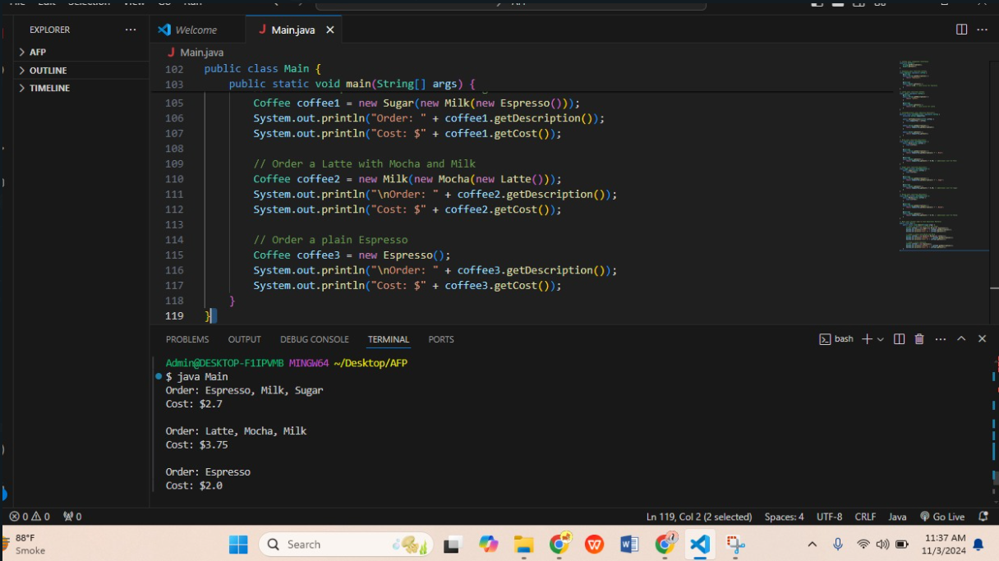 EXPLORER
AFP
OUTLINE
TIMELINE
Welcome
Main.java
Main.java
102 public class Main {
103 public static void main(String[] args) {
105 Coffee coffee1 = new Sugar(new Milk(new Espresso()));
106 System.out.println("Order: " + coffee1.getDescription());
107 System.out.println("Cost: $" + coffee1.getCost());
108
109 // Order a Latte with Mocha and Milk
110 Coffee coffee2 = new Milk(new Mocha(new Latte()));
111 System.out.println("\nOrder: " + coffee2.getDescription());
112 System.out.println("Cost: $" + coffee2.getCost());
113
114 // Order a plain Espresso
115 Coffee coffee3 = new Espresso();
116 System.out.println("\nOrder: " + coffee3.getDescription());
117 System.out.println("Cost: $" + coffee3.getCost());
118 }
119 }
PROBLEMS OUTPUT DEBUG CONSOLE TERMINAL PORTS bash
Admin@DESKTOP-F1IPVMB MINGW64 ~/Desktop/AFP
$ java Main
Order: Espresso, Milk, Sugar
Cost: $2.7
Order: Latte, Mocha, Milk
Cost: $3.75
Order: Espresso
Cost: $2.0
0 0 0 Ln 119, Col 2 (2 selected) Spaces: 4 UTF-8 CRLF Java Go Live
88°F
Smoke
Search
11:37 AM
11/3/2024